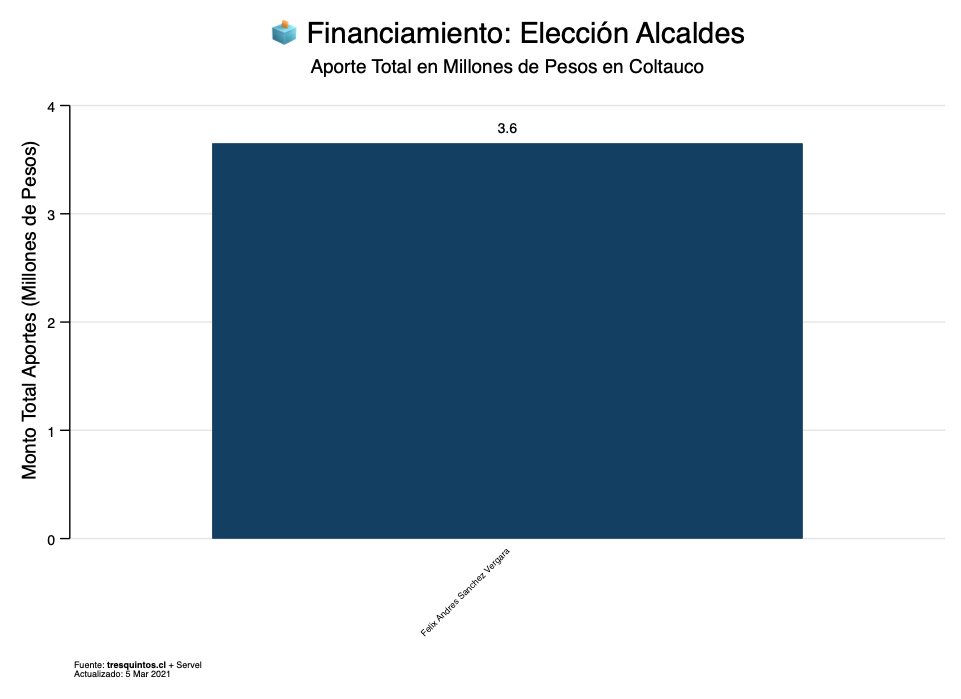 🗳️ Financiamiento: Elección Alcaldes
Aporte Total en Millones de Pesos en Coltauco
Monto Total Aportes (Millones de Pesos)
4
3
2
1
0
3.6
Felix Andres Sanchez Vergara
Fuente: tresquintos.cl + Servel
Actualizado: 5 Mar 2021